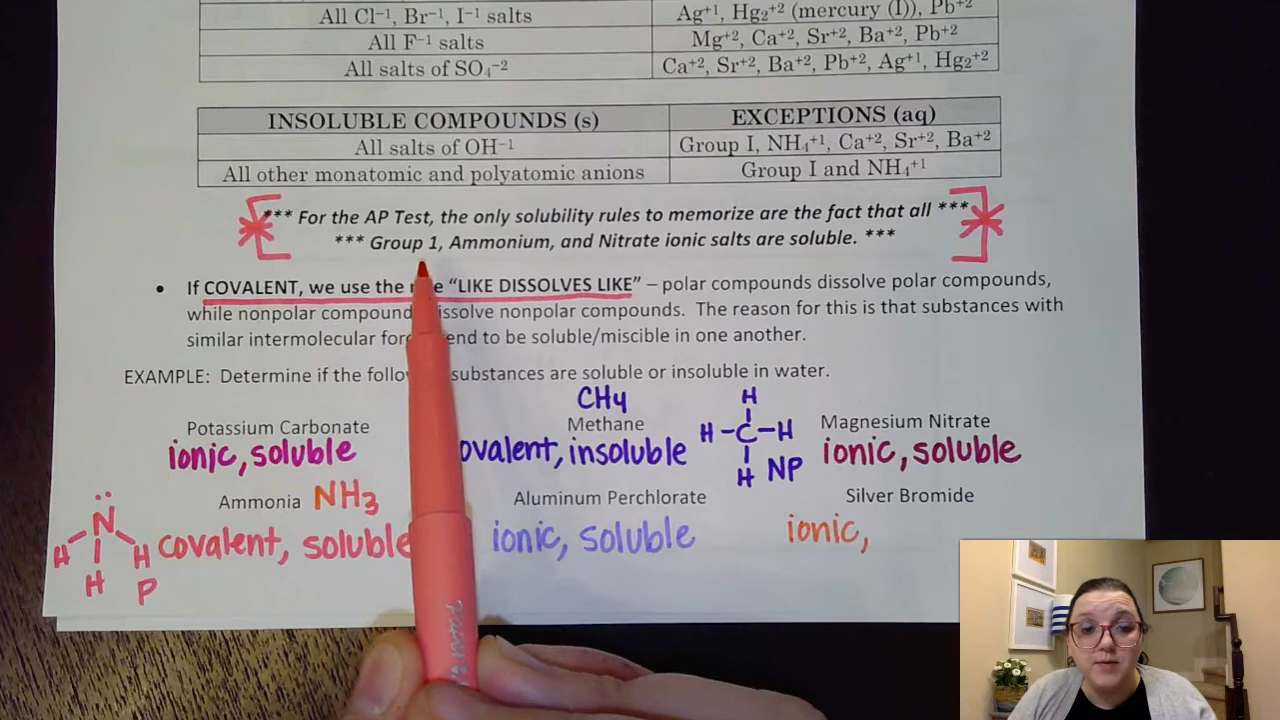 All Cl⁻¹, Br⁻¹, I⁻¹ salts Ag⁺¹, Hg₂⁺² (mercury (I)), Pb⁺²
All F⁻¹ salts Mg⁺², Ca⁺², Sr⁺², Ba⁺², Pb⁺²
All salts of SO₄⁻² Ca⁺², Sr⁺², Ba⁺², Pb⁺², Ag⁺¹, Hg₂⁺²
INSOLUBLE COMPOUNDS (s) EXCEPTIONS (aq)
All salts of OH⁻¹ Group I, NH₄⁺¹, Ca⁺², Sr⁺², Ba⁺²
All other monatomic and polyatomic anions Group I and NH₄⁺¹
*** For the AP Test, the only solubility rules to memorize are the fact that all ***
*** Group 1, Ammonium, and Nitrate ionic salts are soluble. ***
• If COVALENT, we use the "LIKE DISSOLVES LIKE" – polar compounds dissolve polar compounds,
while nonpolar compound issolve nonpolar compounds. The reason for this is that substances with
similar intermolecular for end to be soluble/miscible in one another.
EXAMPLE: Determine if the follo substances are soluble or insoluble in water.
CH4
H
Potassium Carbonate Methane Magnesium Nitrate
H-C-H
ionic, soluble ovalent, insoluble ionic, soluble
H NP
Ammonia NH3 Aluminum Perchlorate Silver Bromide
N
covalent, soluble ionic, soluble ionic,
H H
H P